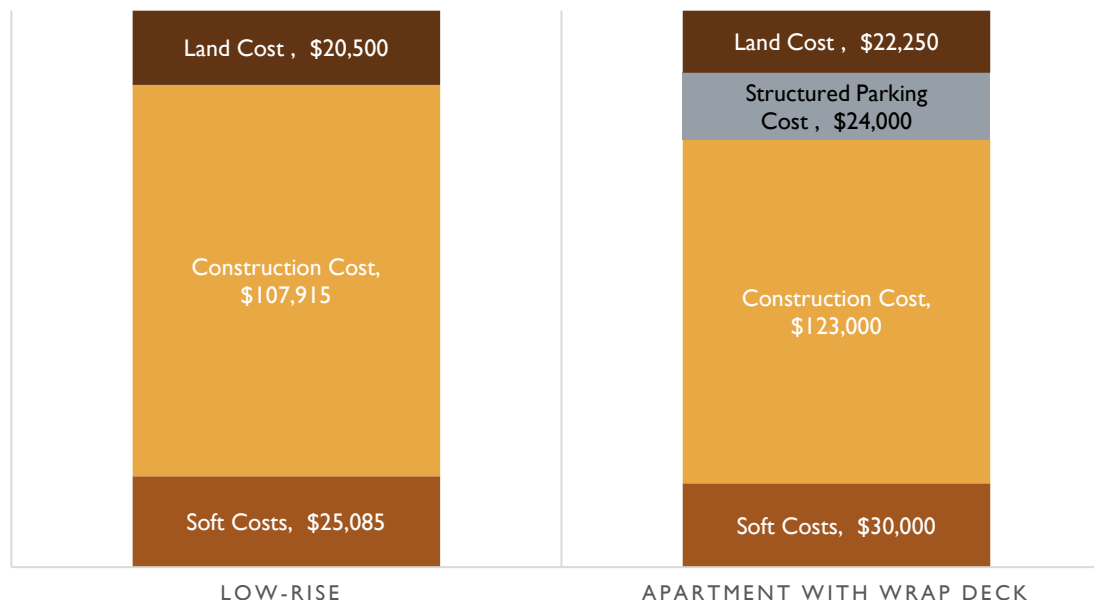 Land Cost , $20,500
Construction Cost,
$107,915
Soft Costs, $25,085
LOW-RISE
Land Cost , $22,250
Structured Parking
Cost , $24,000
Construction Cost,
$123,000
Soft Costs, $30,000
APARTMENT WITH WRAP DECK